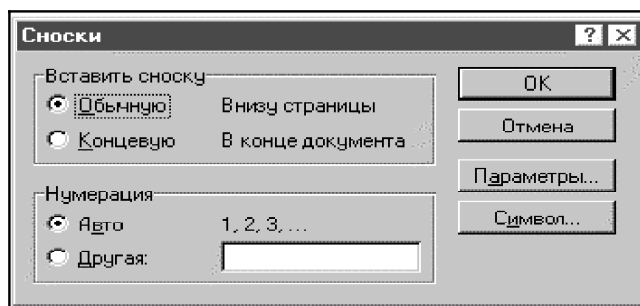 Сноски
Вставить сноску
Обычную Внизу страницы
Концевую В конце документа
Нумерация
Авто 1, 2, 3, ...
Другая:
OK
Отмена
Параметры...
Символ...